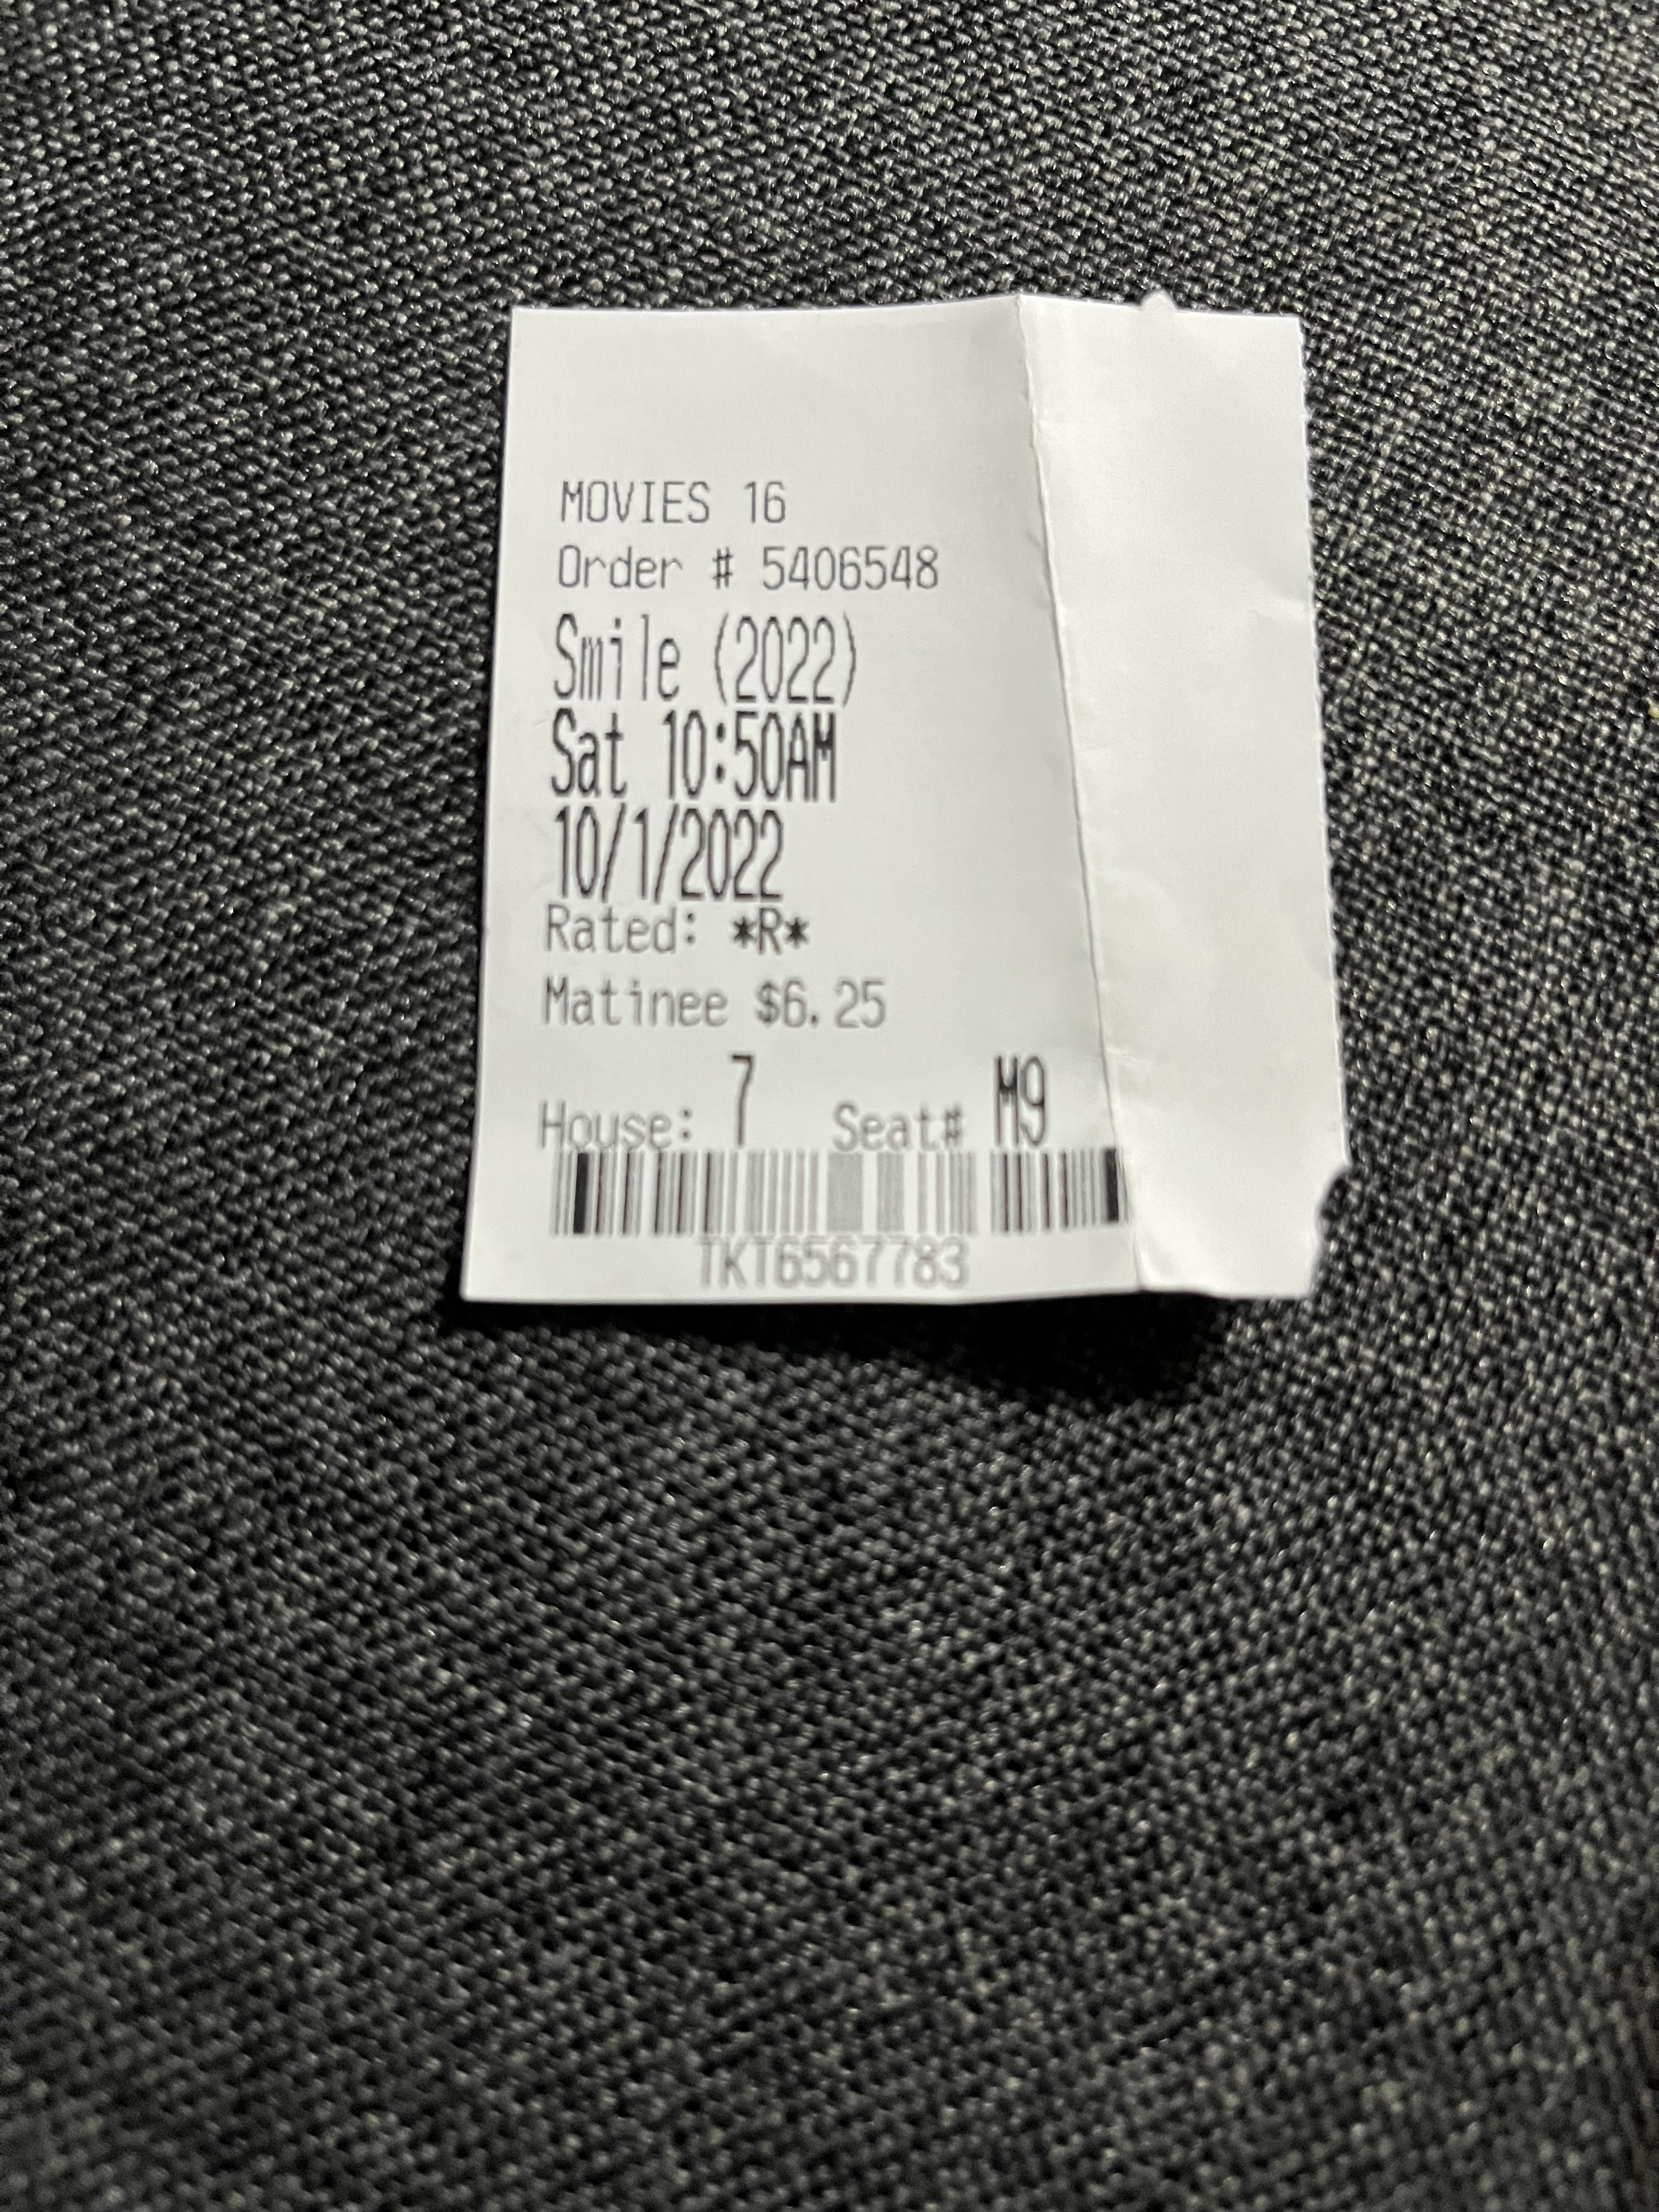 MOVIES 16
Order # 5406548
Smile (2022)
Sat 10:50AM
10/1/2022
Rated: *R*
Matinee $6.25
House: 7 Seat# M9
TKT6567783